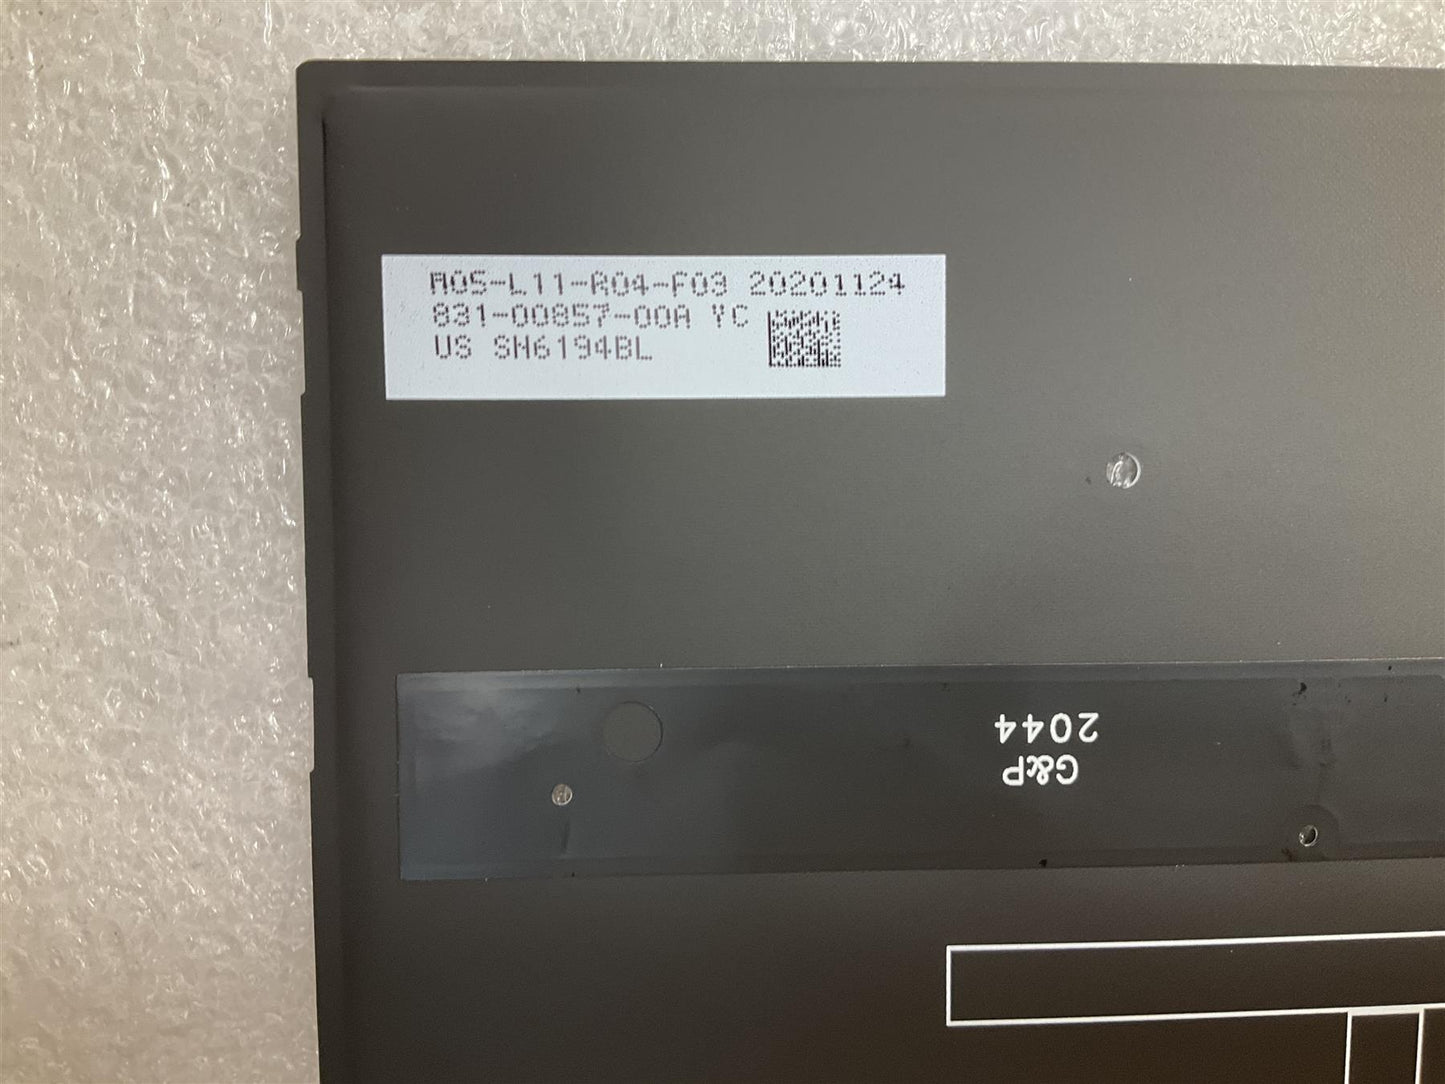 A05-L11-R04-F03 20201124
831-00857-00A YC
US SN6194BL
G&P
2044